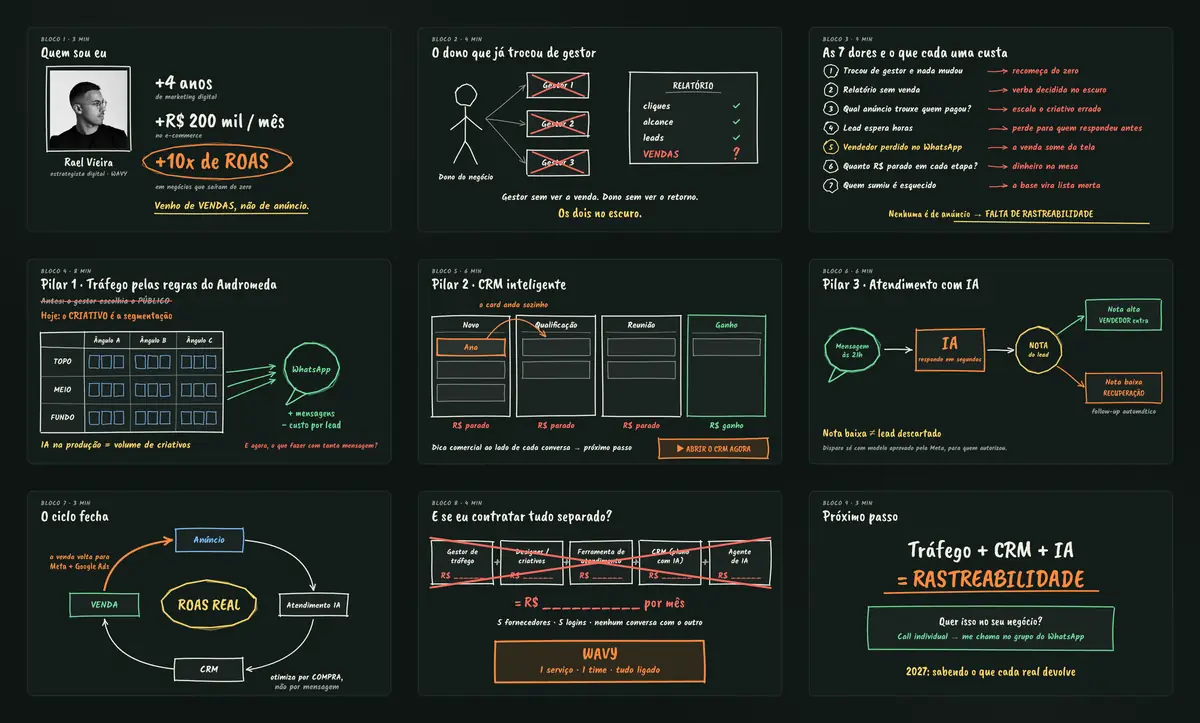 BLOCO 1 · 3 MIN
Quem sou eu
+4 anos
de marketing digital
+R$ 200 mil / mês
no e-commerce
+10x de ROAS
em negócios que saíram do zero
Rael Vieira
estrategista digital · WAVY
Venho de VENDAS, não de anúncio.
BLOCO 2 · 4 MIN
O dono que já trocou de gestor
Gestor 1
Gestor 2
Gestor 3
Dono do negócio
RELATÓRIO
cliques ✓
alcance ✓
leads ✓
VENDAS ?
Gestor sem ver a venda. Dono sem ver o retorno.
Os dois no escuro.
BLOCO 3 · 9 MIN
As 7 dores e o que cada uma custa
1 Trocou de gestor e nada mudou → recomeça do zero
2 Relatório sem venda → verba decidida no escuro
3 Qual anúncio trouxe quem pagou? → escala o criativo errado
4 Lead espera horas → perde para quem respondeu antes
5 Vendedor perdido no WhatsApp → a venda some da tela
6 Quanto R$ parado em cada etapa? → dinheiro na mesa
7 Quem sumiu é esquecido → a base vira lista morta
Nenhuma é de anúncio → FALTA DE RASTREABILIDADE
BLOCO 4 · 8 MIN
Pilar 1 · Tráfego pelas regras do Andromeda
Antes: o gestor escolhia o PÚBLICO
Hoje: o CRIATIVO é a segmentação
Ângulo A Ângulo B Ângulo C
TOPO
MEIO
FUNDO
WhatsApp
+ mensagens
− custo por lead
IA na produção = volume de criativos
E agora, o que fazer com tanta mensagem?
BLOCO 5 · 6 MIN
Pilar 2 · CRM inteligente
o card anda sozinho
Novo Qualificação Reunião Ganho
Ana
R$ parado R$ parado R$ parado R$ ganho
Dica comercial ao lado de cada conversa → próximo passo
▶ ABRIR O CRM AGORA
BLOCO 6 · 6 MIN
Pilar 3 · Atendimento com IA
Mensagem
às 21h
IA
responde em segundos
NOTA
do lead
Nota alta
VENDEDOR entra
Nota baixa
RECUPERAÇÃO
follow-up automático
Nota baixa ≠ lead descartado
Disparo só com modelo aprovado pela Meta, para quem autorizou.
BLOCO 7 · 3 MIN
O ciclo fecha
Anúncio
a venda volta para
Meta + Google Ads
VENDA
ROAS REAL
Atendimento IA
CRM
otimiza por COMPRA,
não por mensagem
BLOCO 8 · 4 MIN
E se eu contratar tudo separado?
Gestor de
tráfego
R$ ______
+
Designer /
criativos
R$ ______
+
Ferramenta de
atendimento
R$ ______
+
CRM (plano
com IA)
R$ ______
+
Agente
de IA
R$ ______
= R$ __________ por mês
5 fornecedores · 5 logins · nenhum conversa com o outro
WAVY
1 serviço · 1 time · tudo ligado
BLOCO 9 · 3 MIN
Próximo passo
Tráfego + CRM + IA
= RASTREABILIDADE
Quer isso no seu negócio?
Call individual → me chama no grupo do WhatsApp
2027: sabendo o que cada real devolve